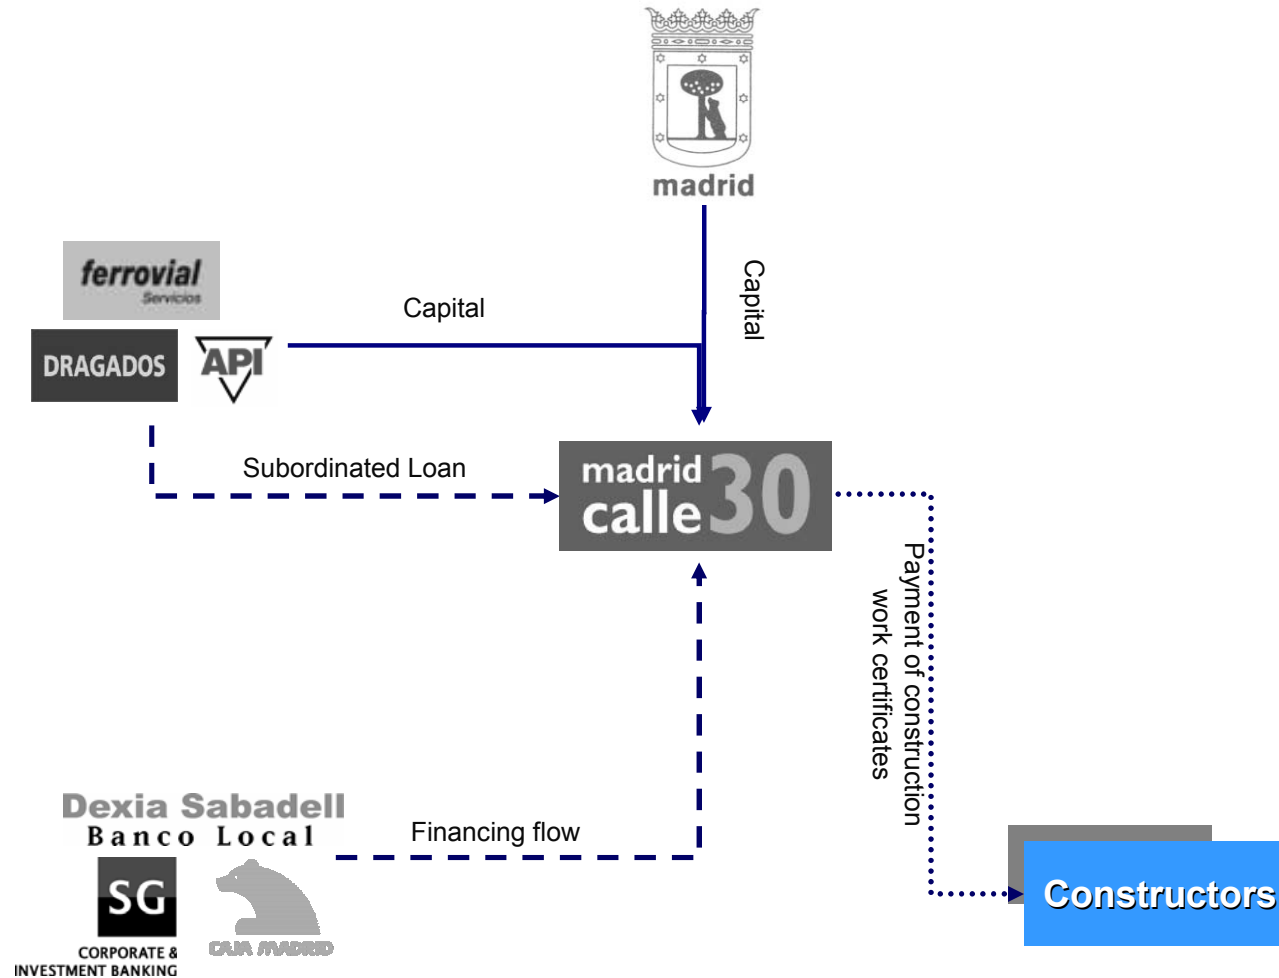 madrid
ferrovial
Servicios
DRAGADOS
API
Capital
Capital
Subordinated Loan
madrid
calle 30
Payment of construction
work certificates
Dexia Sabadell
Banco Local
Financing flow
SG
CORPORATE &
INVESTMENT BANKING
CAJA MADRID
Constructors